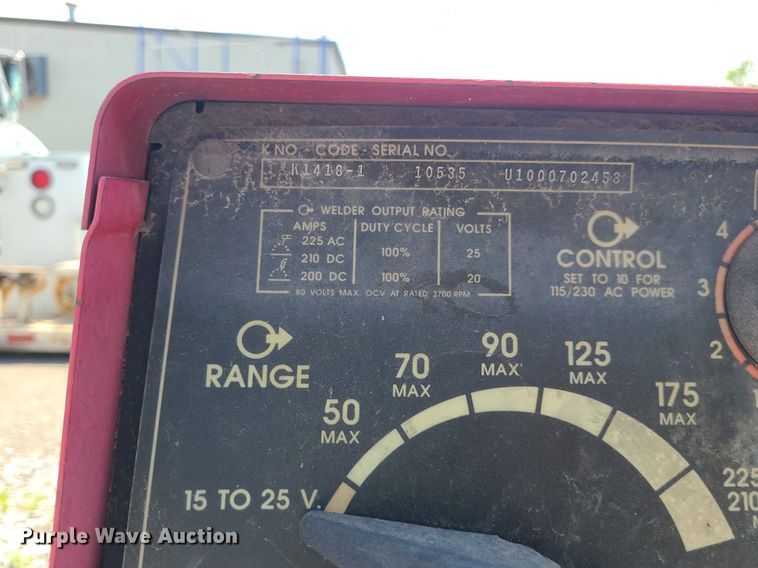 K NO. - CODE - SERIAL NO.
K1418-1 10535 U1000702458
WELDER OUTPUT RATING
AMPS DUTY CYCLE VOLTS
225 AC
210 DC 100% 25
200 DC 100% 20
80 VOLTS MAX. OCV AT RATED 3700 RPM
CONTROL
SET TO 10 FOR
115/230 AC POWER
4
3
2
1
RANGE
15 TO 25 V.
50
MAX
70
MAX
90
MAX
125
MAX
175
MAX
225
210
Purple Wave Auction